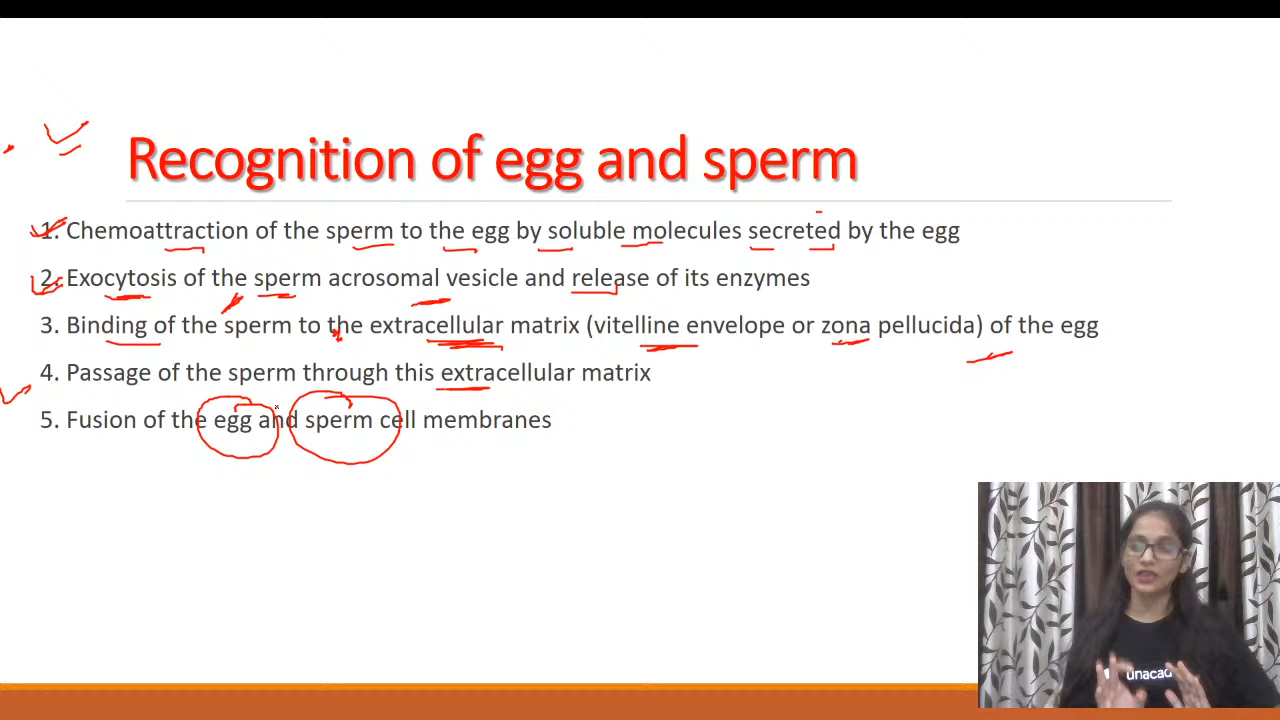 Recognition of egg and sperm
1. Chemoattraction of the sperm to the egg by soluble molecules secreted by the egg
2. Exocytosis of the sperm acrosomal vesicle and release of its enzymes
3. Binding of the sperm to the extracellular matrix (vitelline envelope or zona pellucida) of the egg
4. Passage of the sperm through this extracellular matrix
5. Fusion of the egg and sperm cell membranes
unacad